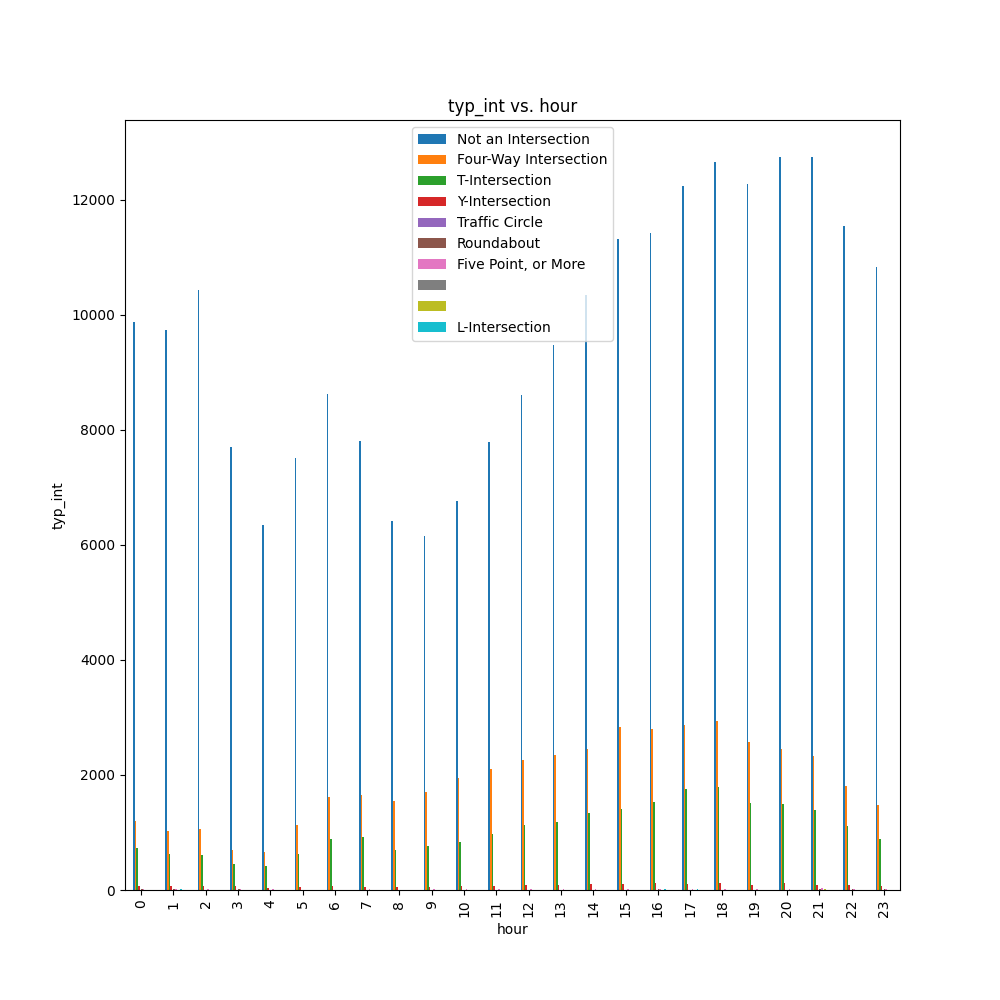 typ_int vs. hour
Not an Intersection
Four-Way Intersection
T-Intersection
Y-Intersection
Traffic Circle
Roundabout
Five Point, or More
L-Intersection
12000
10000
8000
6000
4000
2000
0
typ_int
0 1 2 3 4 5 6 7 8 9 10 11 12 13 14 15 16 17 18 19 20 21 22 23
hour